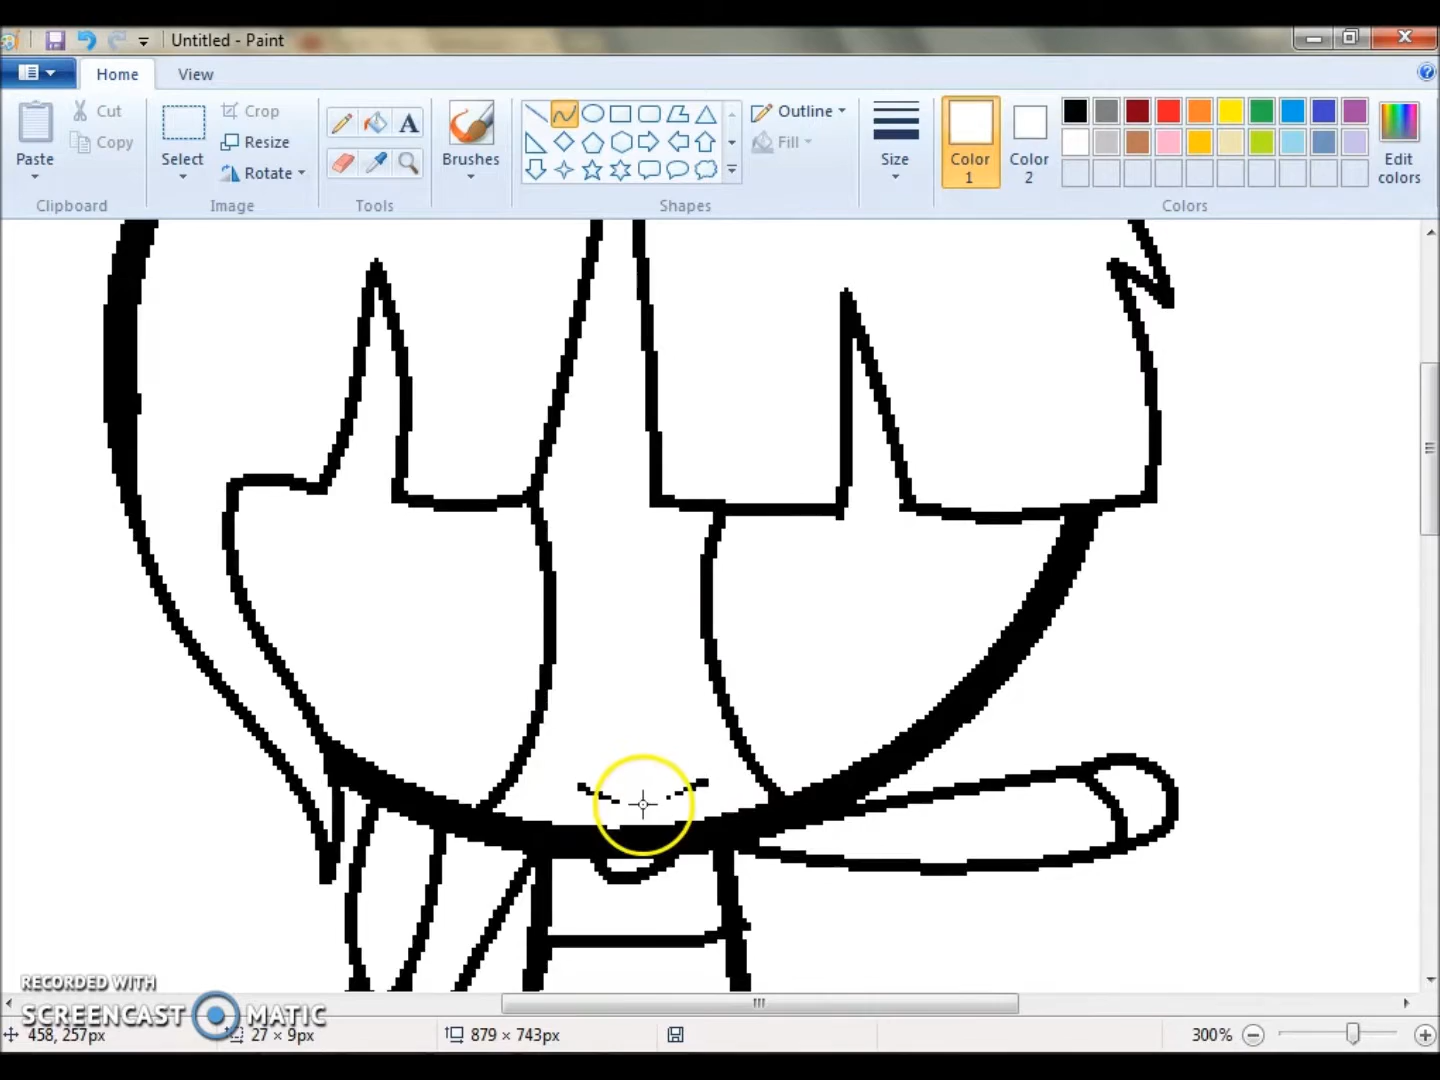 Untitled - Paint
Home View
Paste Cut Copy Clipboard
Select Crop Resize Rotate Image
Tools
Brushes
Outline Fill Shapes
Size
Color 1 Color 2 Edit colors Colors
RECORDED WITH
SCREENCAST MATIC
458, 257px 27 × 9px 879 × 743px 300%